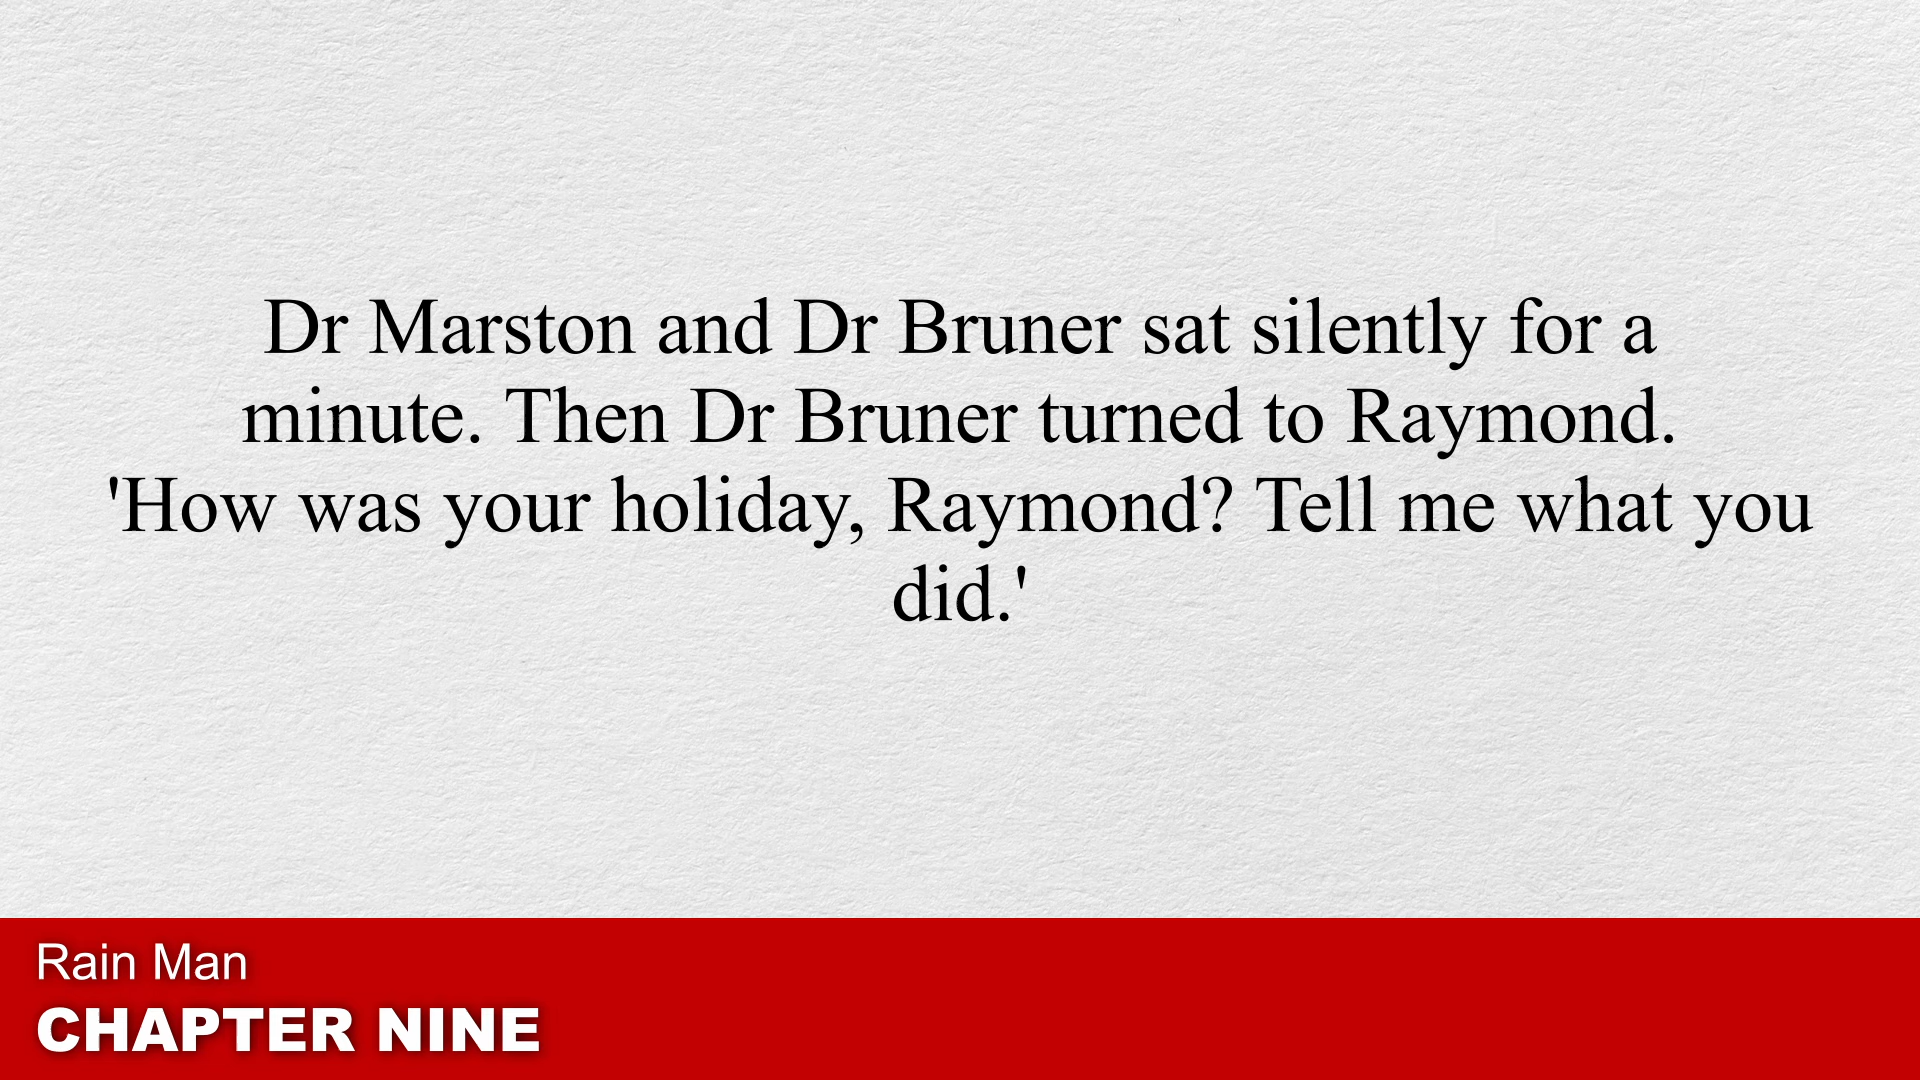 Dr Marston and Dr Bruner sat silently for a
minute. Then Dr Bruner turned to Raymond.
'How was your holiday, Raymond? Tell me what you
did.'
Rain Man
CHAPTER NINE